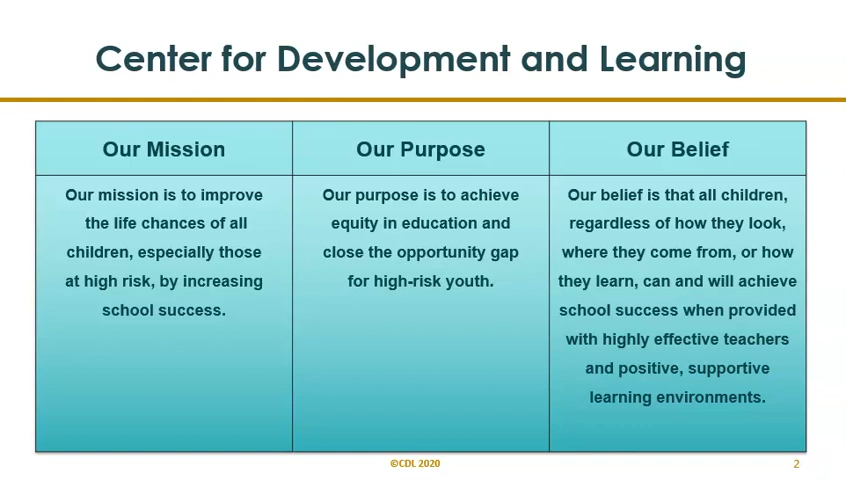 Center for Development and Learning
Our Mission
Our mission is to improve
the life chances of all
children, especially those
at high risk, by increasing
school success.
Our Purpose
Our purpose is to achieve
equity in education and
close the opportunity gap
for high-risk youth.
Our Belief
Our belief is that all children,
regardless of how they look,
where they come from, or how
they learn, can and will achieve
school success when provided
with highly effective teachers
and positive, supportive
learning environments.
©CDL 2020
2